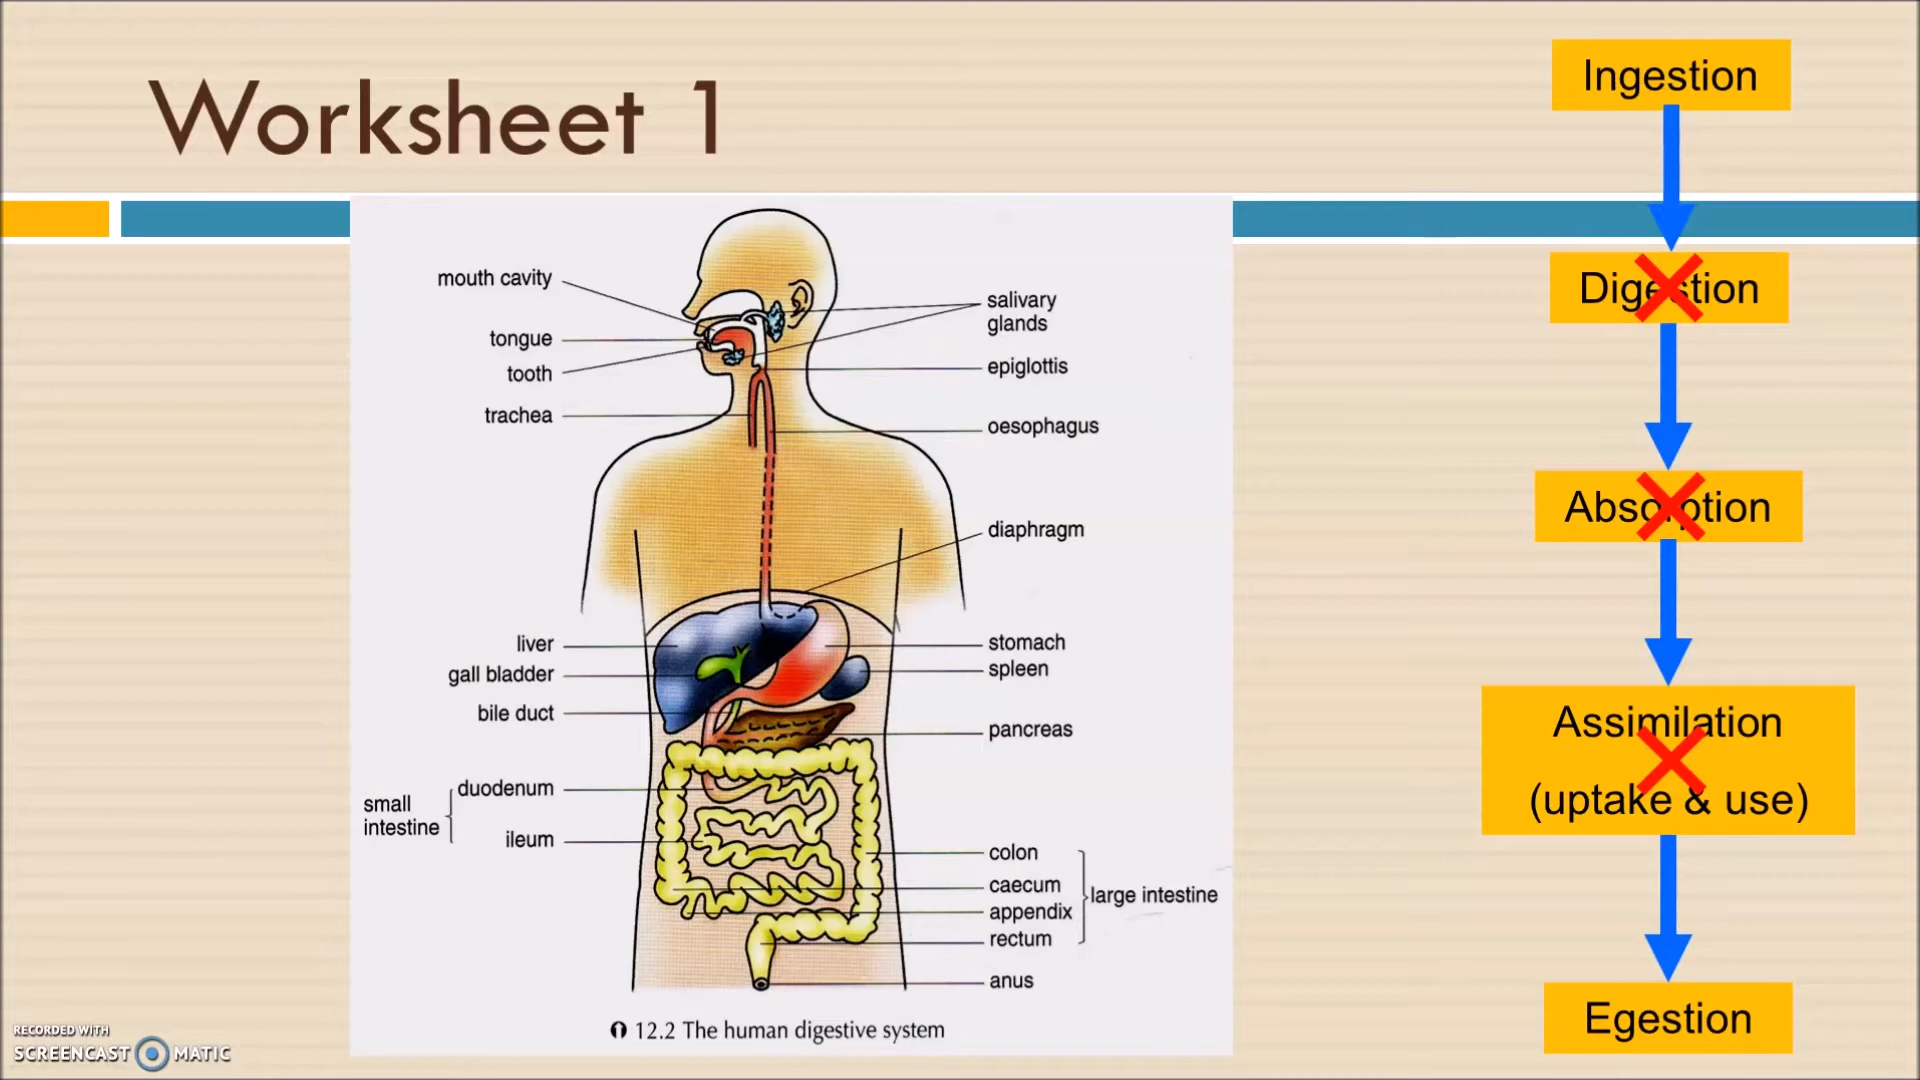 Worksheet 1
mouth cavity
tongue
tooth
trachea
liver
gall bladder
bile duct
small
intestine
duodenum
ileum
salivary
glands
epiglottis
oesophagus
diaphragm
stomach
spleen
pancreas
colon
caecum
appendix
rectum
large intestine
anus
12.2 The human digestive system
Ingestion
Digestion
Absorption
Assimilation
(uptake & use)
Egestion
RECORDED WITH
SCREENCAST MATIC